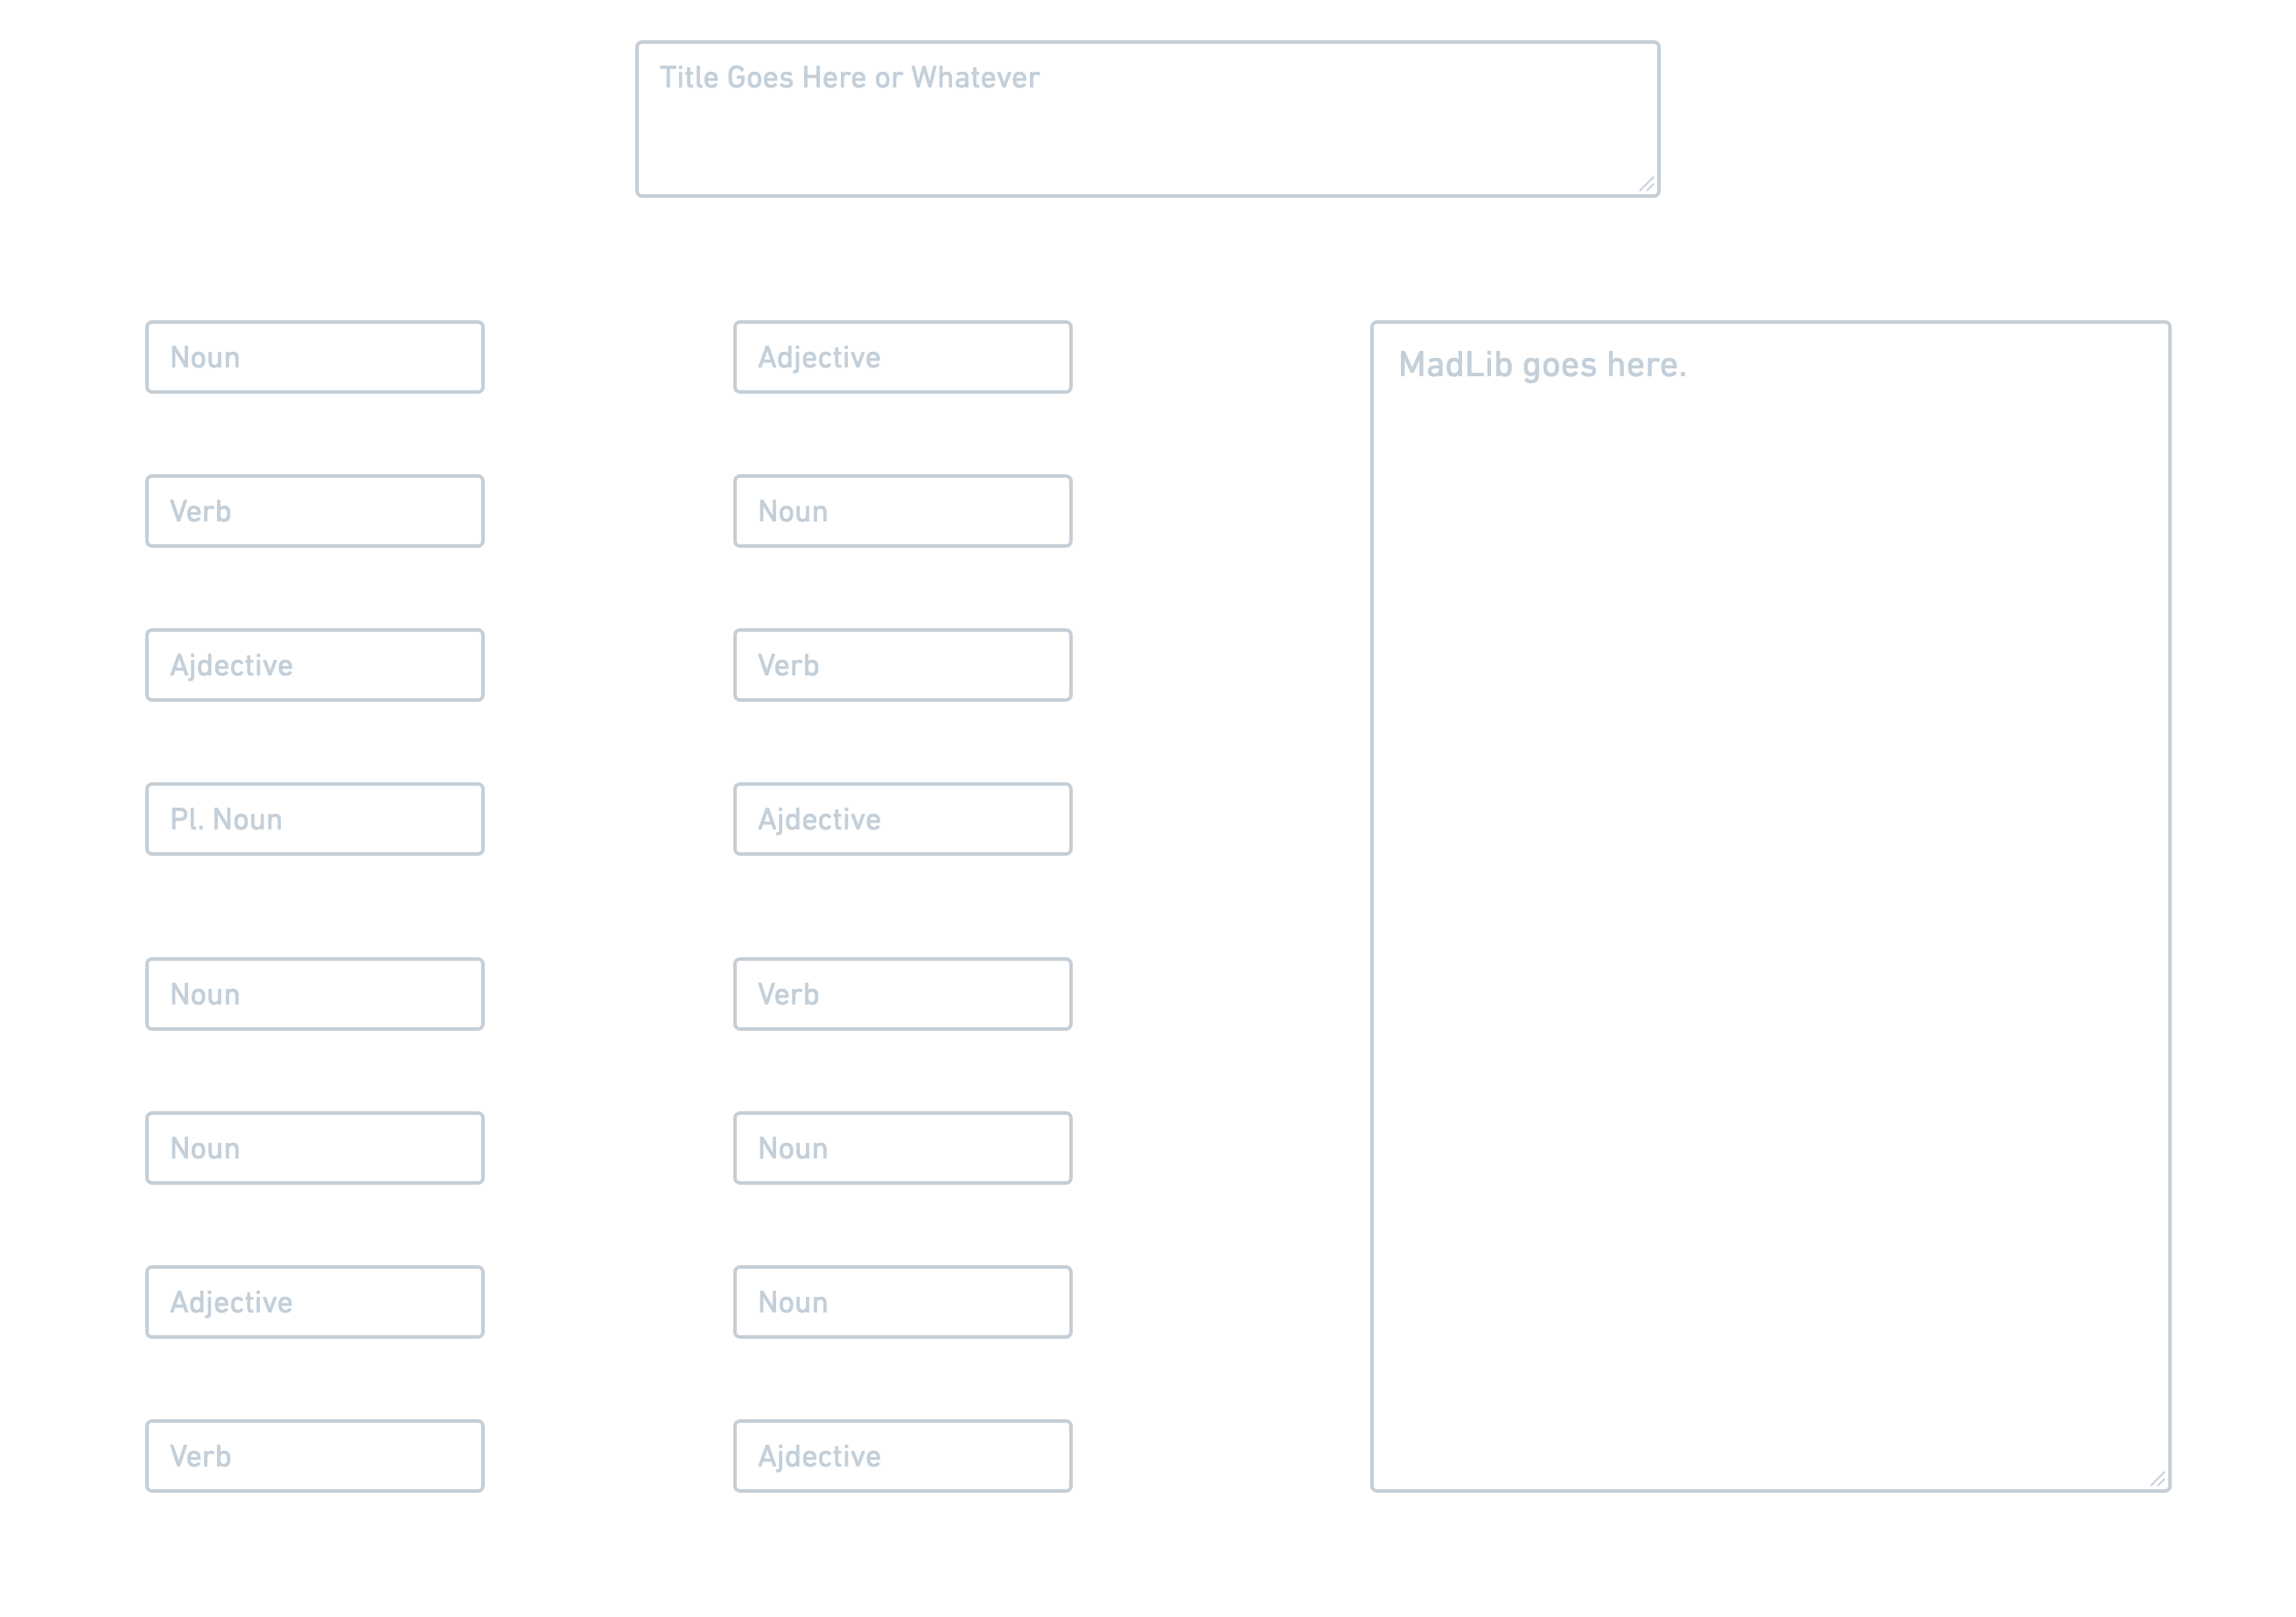 Title Goes Here or Whatever
Noun
Adjective
MadLib goes here.
Verb
Noun
Ajdective
Verb
Pl. Noun
Ajdective
Noun
Verb
Noun
Noun
Adjective
Noun
Verb
Ajdective